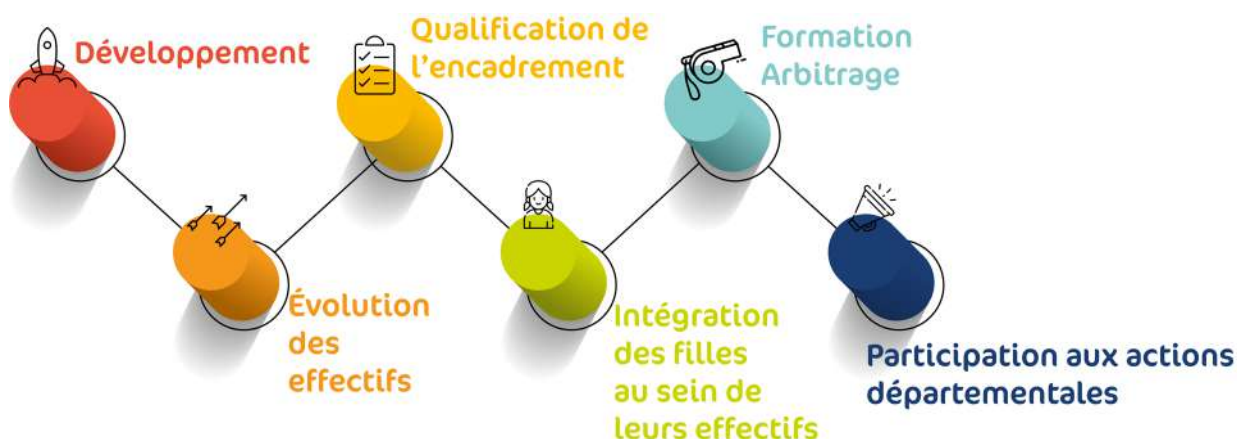 Développement
Évolution
des
effectifs
Qualification de
l'encadrement
Intégration
des filles
au sein de
leurs effectifs
Formation
Arbitrage
Participation aux actions
départementales